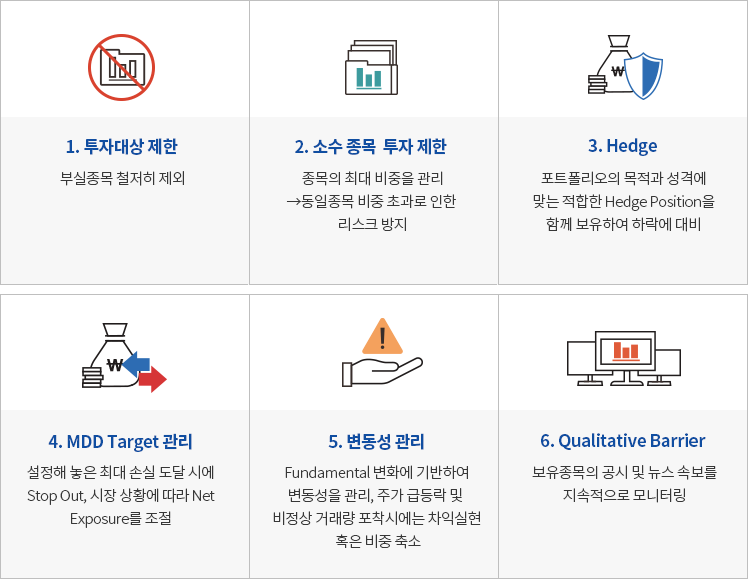 1. 투자대상 제한
부실종목 철저히 제외
2. 소수 종목 투자 제한
종목의 최대 비중을 관리
→동일종목 비중 초과로 인한
리스크 방지
₩
3. Hedge
포트폴리오의 목적과 성격에
맞는 적합한 Hedge Position을
함께 보유하여 하락에 대비
₩
4. MDD Target 관리
설정해 놓은 최대 손실 도달 시에
Stop Out, 시장 상황에 따라 Net
Exposure를 조절
!
5. 변동성 관리
Fundamental 변화에 기반하여
변동성을 관리, 주가 급등락 및
비정상 거래량 포착시에는 차익실현
혹은 비중 축소
6. Qualitative Barrier
보유종목의 공시 및 뉴스 속보를
지속적으로 모니터링